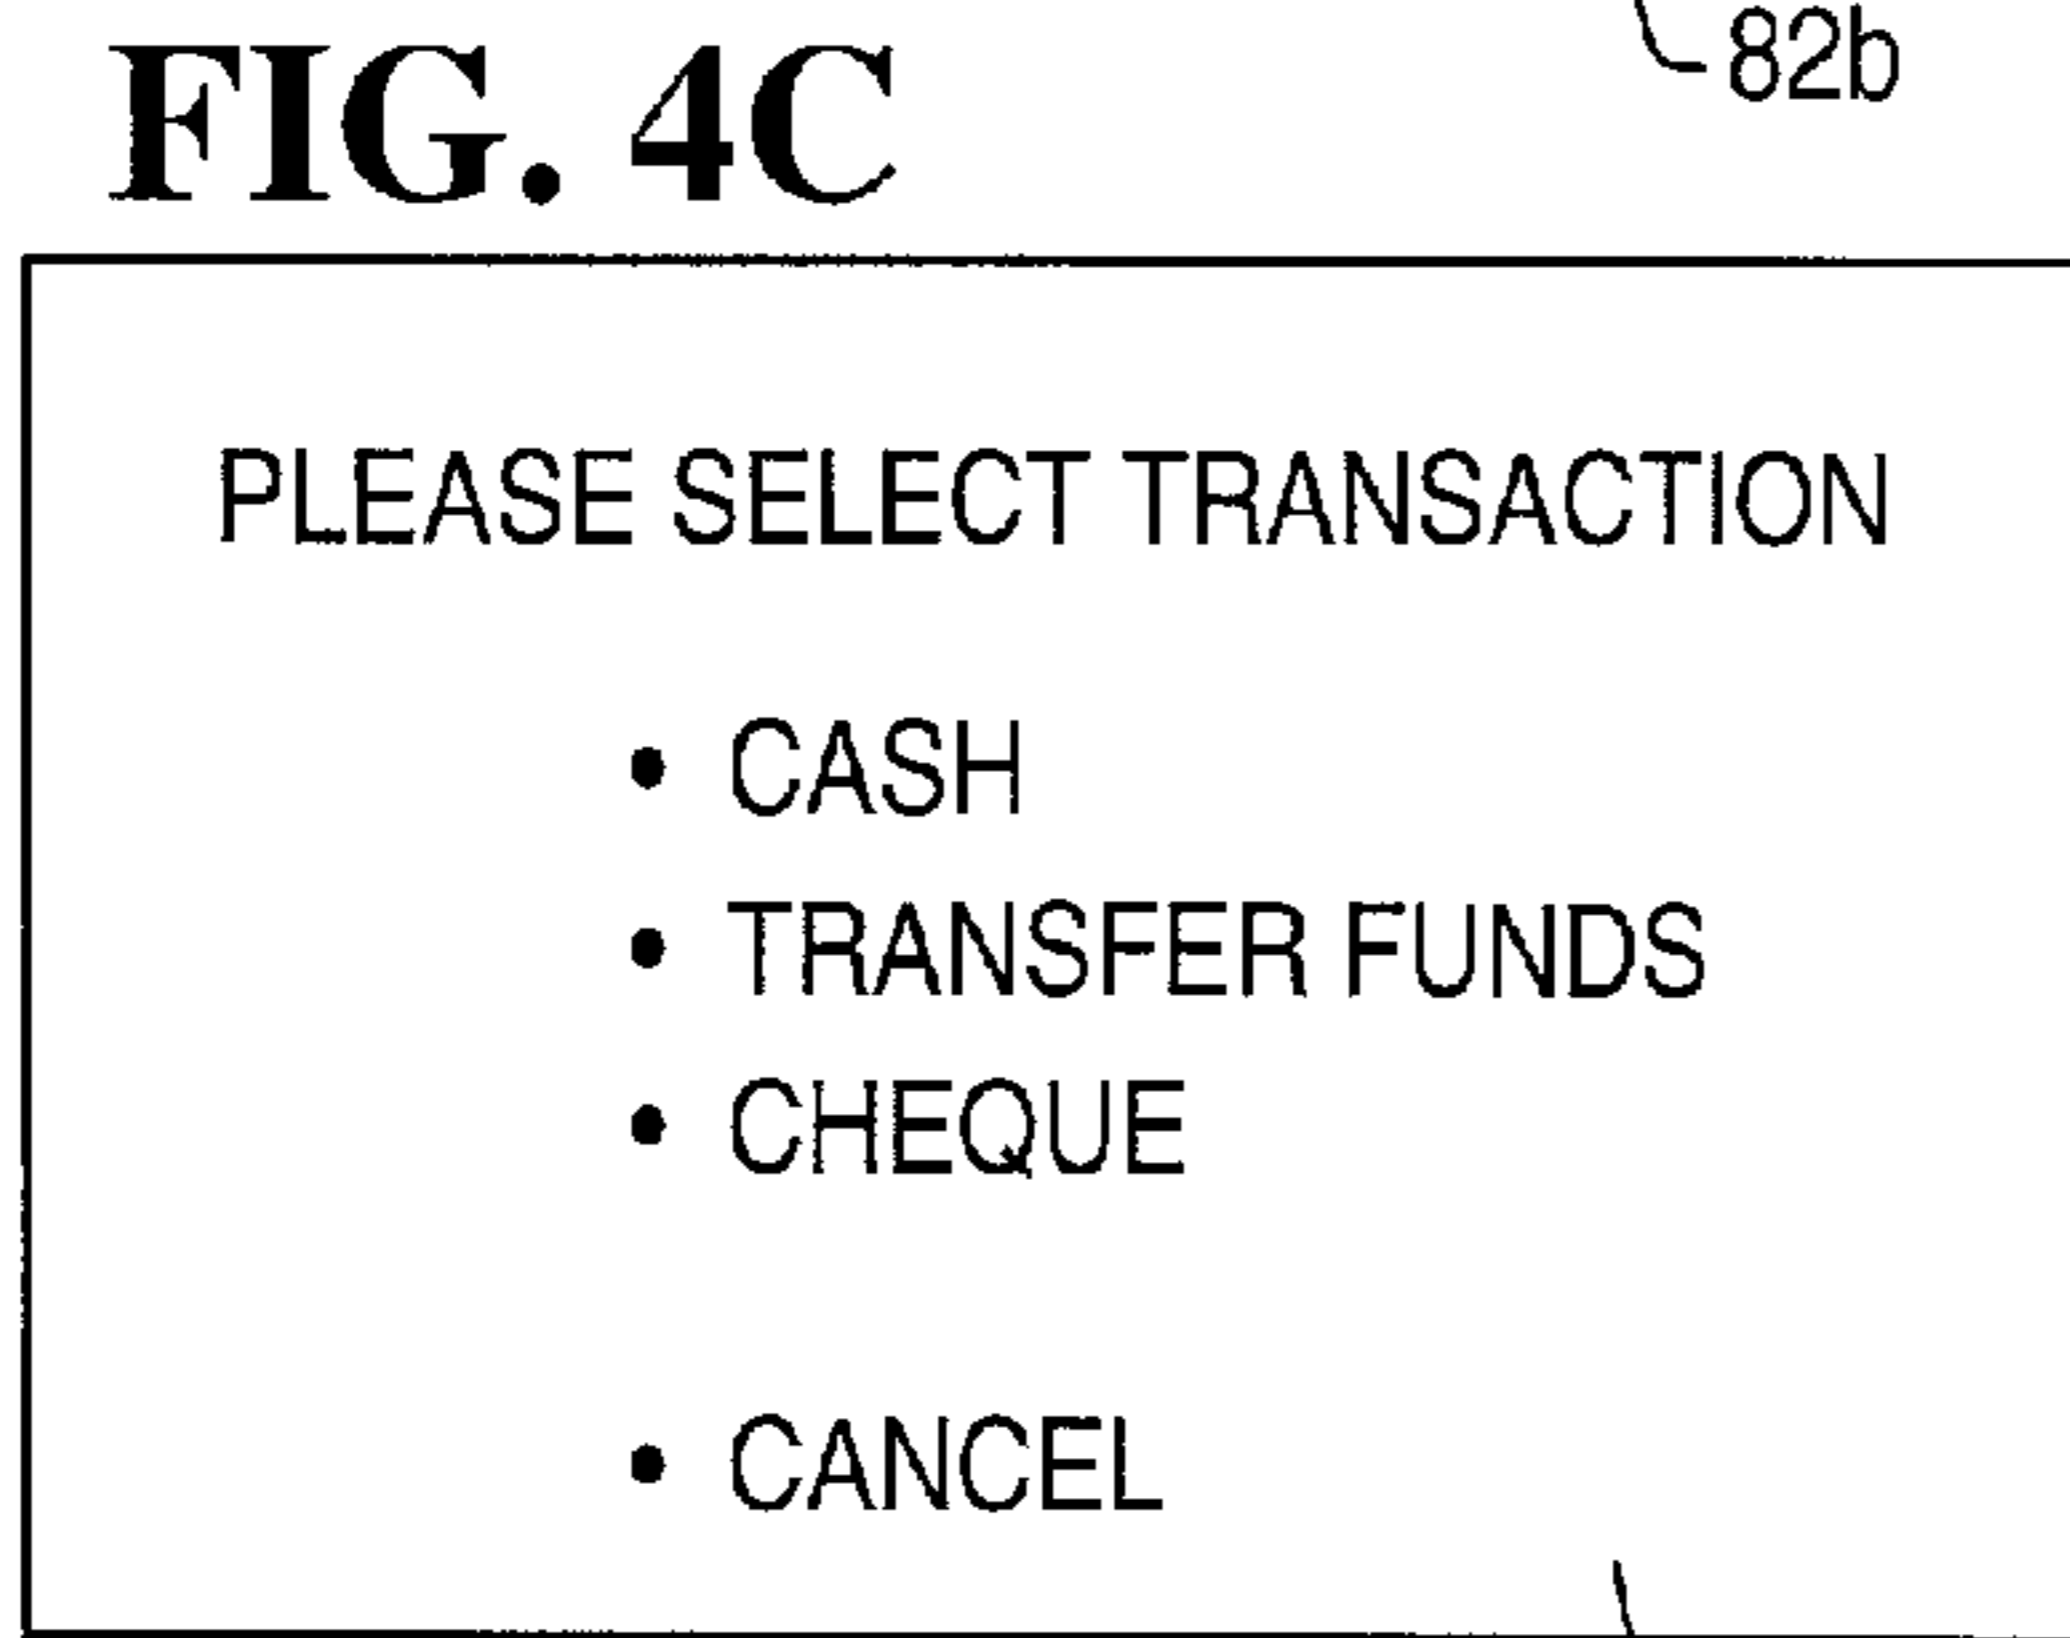 82b
FIG. 4C
PLEASE SELECT TRANSACTION
• CASH
• TRANSFER FUNDS
• CHEQUE
• CANCEL